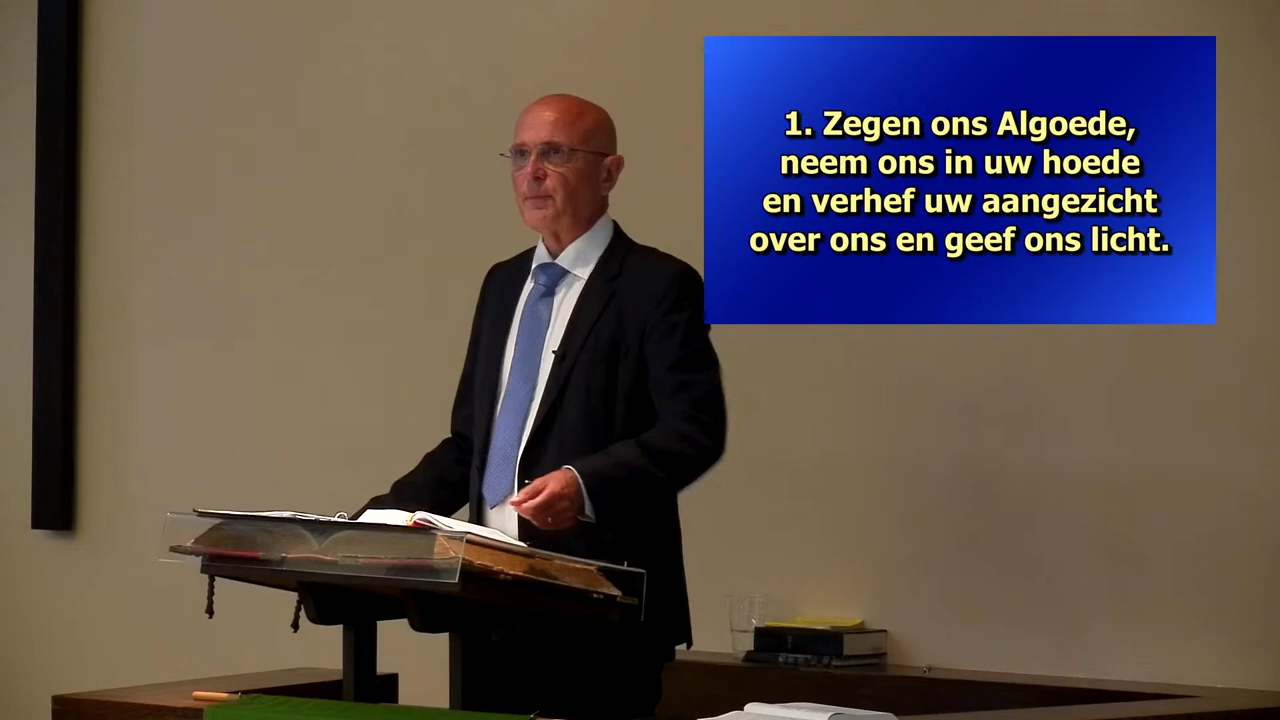 1. Zegen ons Algoede,
neem ons in uw hoede
en verhef uw aangezicht
over ons en geef ons licht.